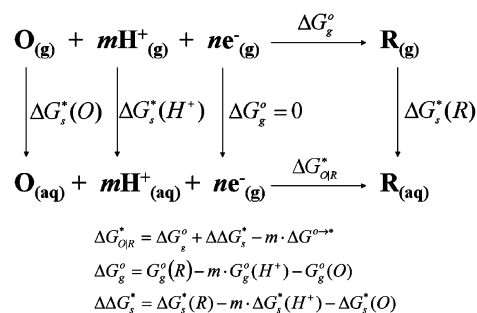 O(g) + mH⁺(g) + ne⁻(g) ΔG°g R(g)
ΔG*s(O) ΔG*s(H⁺) ΔG°g = 0 ΔG*s(R)
O(aq) + mH⁺(aq) + ne⁻(g) ΔG*O|R R(aq)
ΔG*O|R = ΔG°g + ΔΔG*s − m·ΔG°→*
ΔG°g = G°g(R) − m·G°g(H⁺) − G°g(O)
ΔΔG*s = ΔG*s(R) − m·ΔG*s(H⁺) − ΔG*s(O)